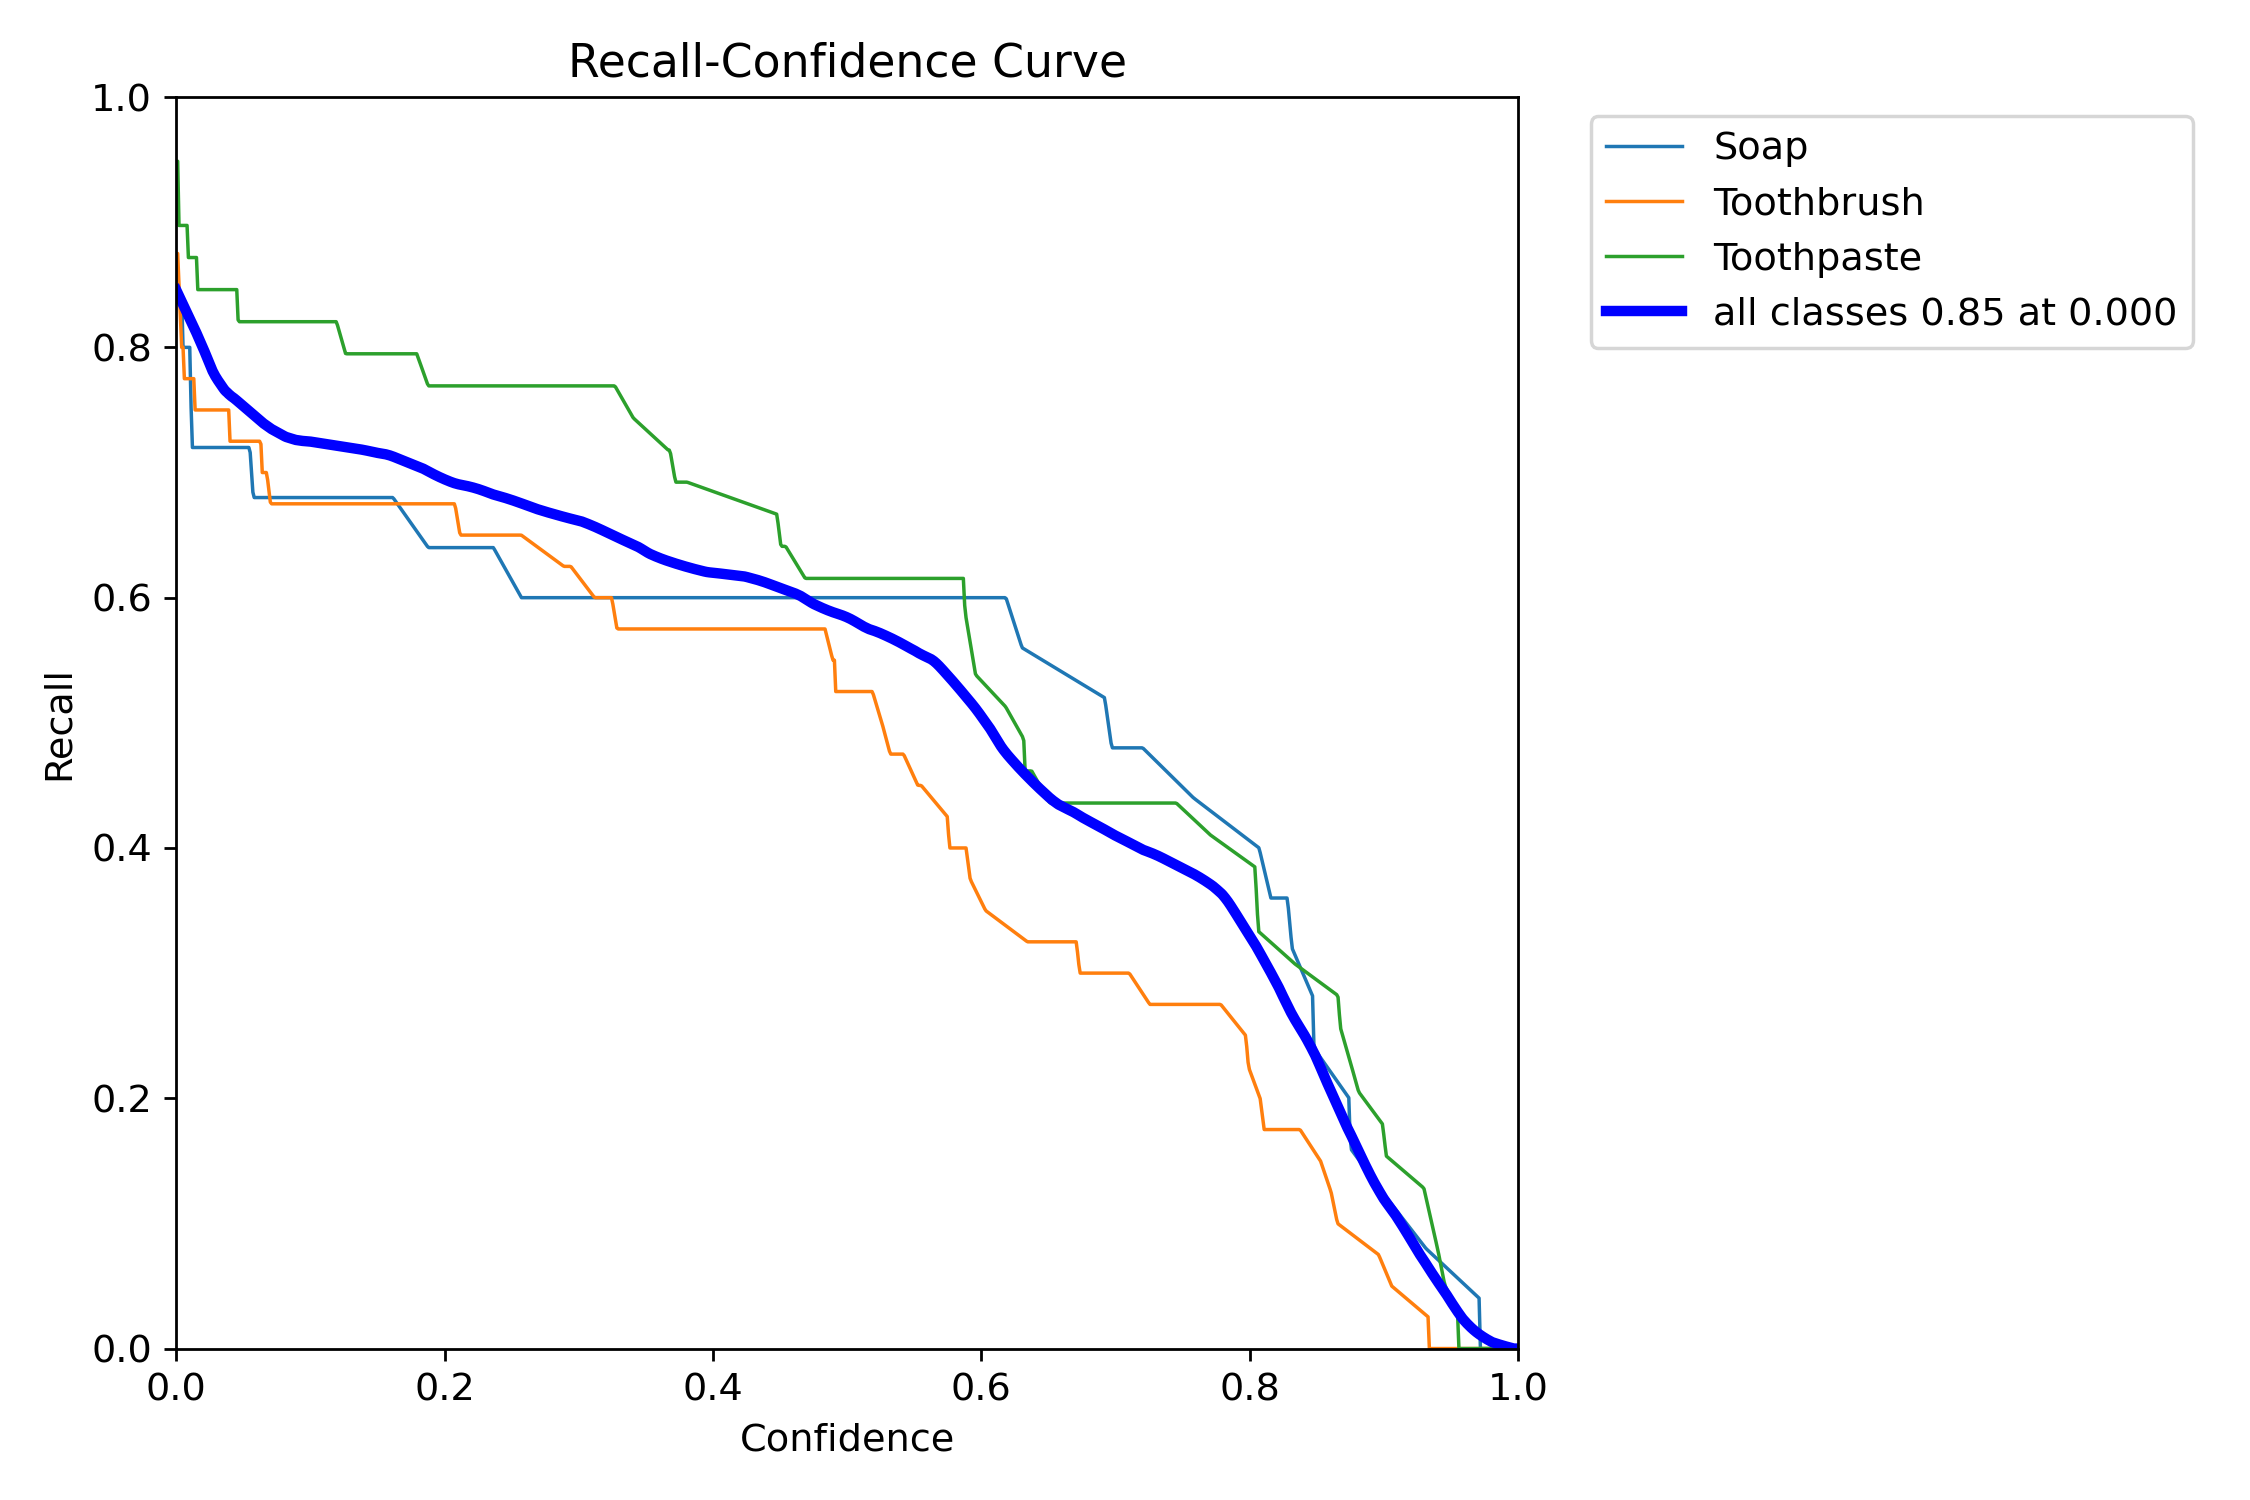 Recall-Confidence Curve
1.0
0.8
0.6
0.4
0.2
0.0
Recall
0.0 0.2 0.4 0.6 0.8 1.0
Confidence
Soap
Toothbrush
Toothpaste
all classes 0.85 at 0.000